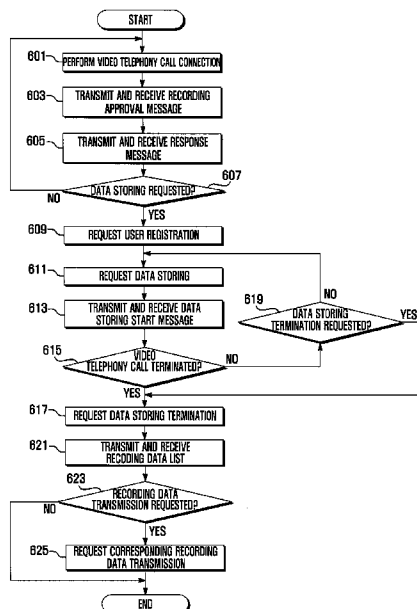 START
601
PERFORM VIDEO TELEPHONY CALL CONNECTION
603
TRANSMIT AND RECEIVE RECORDING
APPROVAL MESSAGE
605
TRANSMIT AND RECEIVE RESPONSE
MESSAGE
607
DATA STORING REQUESTED?
NO
YES
609
REQUEST USER REGISTRATION
611
REQUEST DATA STORING
613
TRANSMIT AND RECEIVE DATA
STORING START MESSAGE
619
NO
DATA STORING
TERMINATION REQUESTED?
YES
615
VIDEO
TELEPHONY CALL TERMINATED?
NO
YES
617
REQUEST DATA STORING TERMINATION
621
TRANSMIT AND RECEIVE
RECODING DATA LIST
623
RECORDING DATA
TRANSMISSION REQUESTED?
NO
YES
625
REQUEST CORRESPONDING RECORDING
DATA TRANSMISSION
END